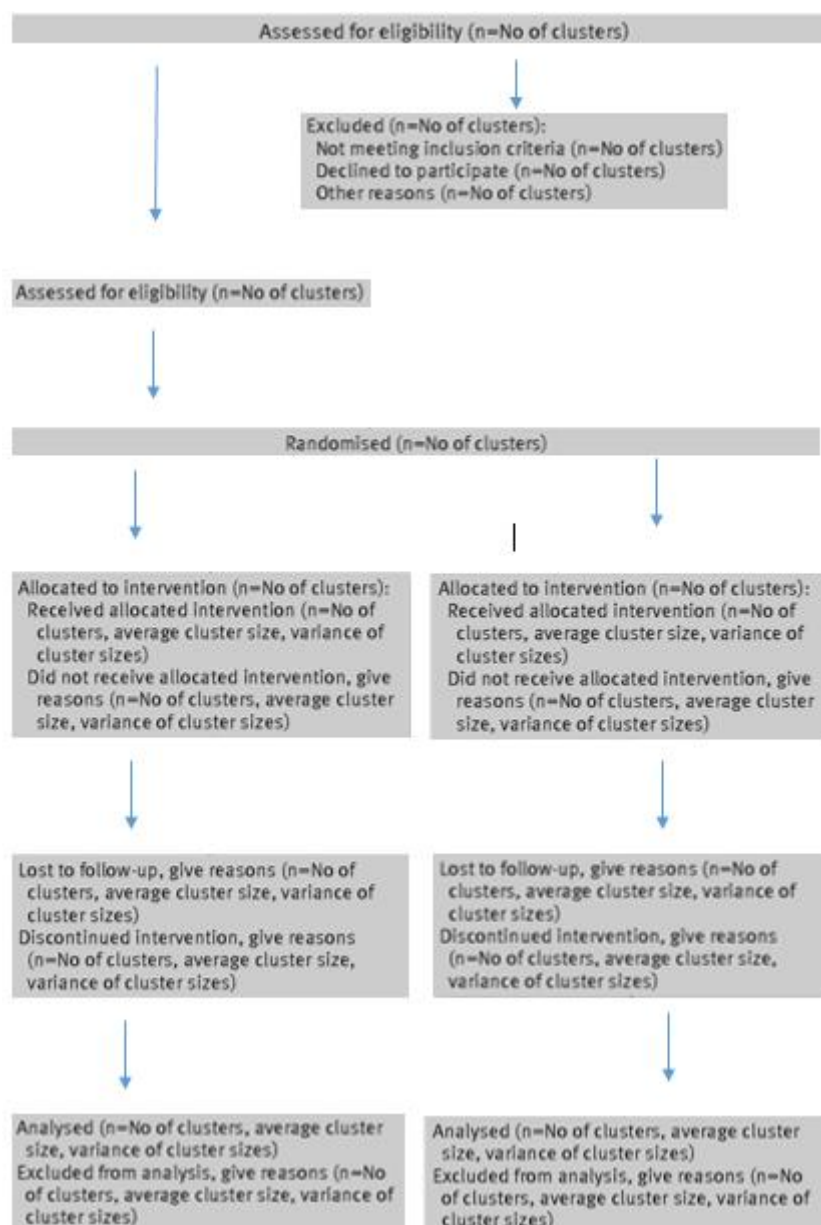 Assessed for eligibility (n=No of clusters)
Excluded (n=No of clusters):
Not meeting inclusion criteria (n=No of clusters)
Declined to participate (n=No of clusters)
Other reasons (n=No of clusters)
Assessed for eligibility (n=No of clusters)
Randomised (n=No of clusters)
Allocated to intervention (n=No of clusters):
Received allocated intervention (n=No of
clusters, average cluster size, variance of
cluster sizes)
Did not receive allocated intervention, give
reasons (n=No of clusters, average cluster
size, variance of cluster sizes)
Allocated to intervention (n=No of clusters):
Received allocated intervention (n=No of
clusters, average cluster size, variance of
cluster sizes)
Did not receive allocated intervention, give
reasons (n=No of clusters, average cluster
size, variance of cluster sizes)
Lost to follow-up, give reasons (n=No of
clusters, average cluster size, variance of
cluster sizes)
Discontinued intervention, give reasons
(n=No of clusters, average cluster size,
variance of cluster sizes)
Lost to follow-up, give reasons (n=No of
clusters, average cluster size, variance of
cluster sizes)
Discontinued intervention, give reasons
(n=No of clusters, average cluster size,
variance of cluster sizes)
Analysed (n=No of clusters, average cluster
size, variance of cluster sizes)
Excluded from analysis, give reasons (n=No
of clusters, average cluster size, variance of
cluster sizes)
Analysed (n=No of clusters, average cluster
size, variance of cluster sizes)
Excluded from analysis, give reasons (n=No
of clusters, average cluster size, variance of
cluster sizes)